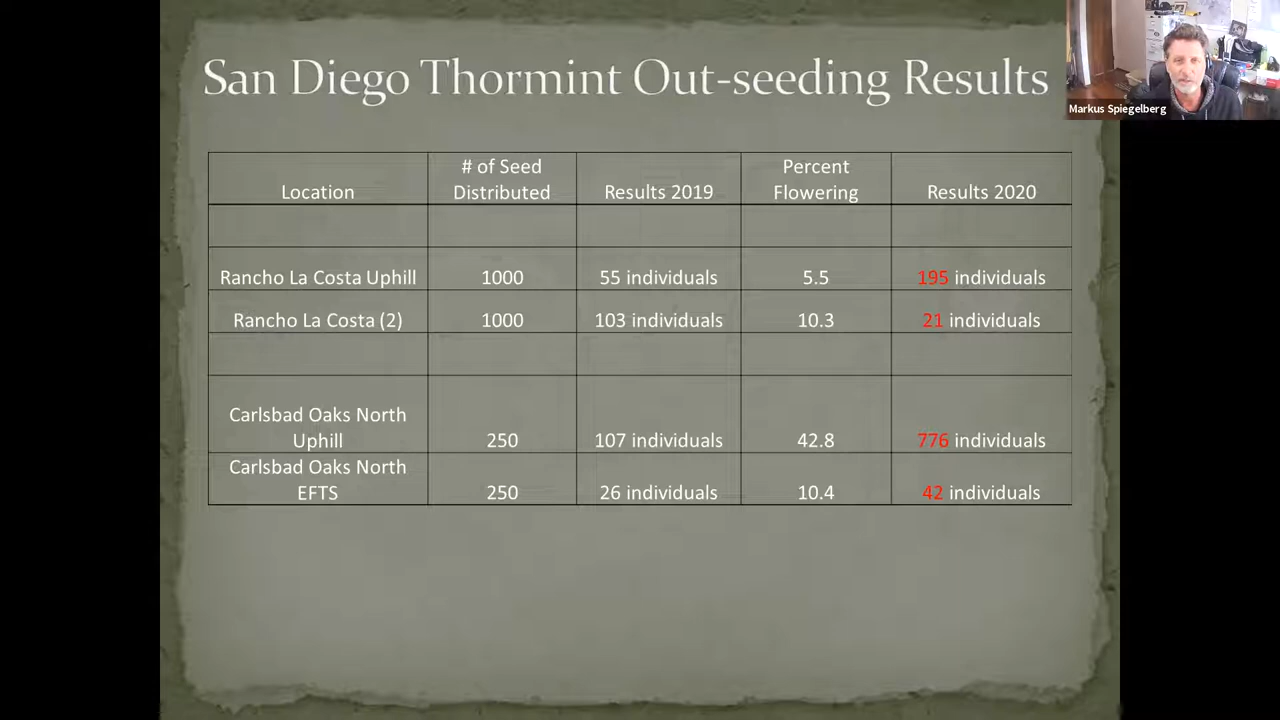 San Diego Thormint Out-seeding Results
Markus Spiegelberg
Location
# of Seed
Distributed
Results 2019
Percent
Flowering
Results 2020
Rancho La Costa Uphill
1000
55 individuals
5.5
195 individuals
Rancho La Costa (2)
1000
103 individuals
10.3
21 individuals
Carlsbad Oaks North
Uphill
250
107 individuals
42.8
776 individuals
Carlsbad Oaks North
EFTS
250
26 individuals
10.4
42 individuals